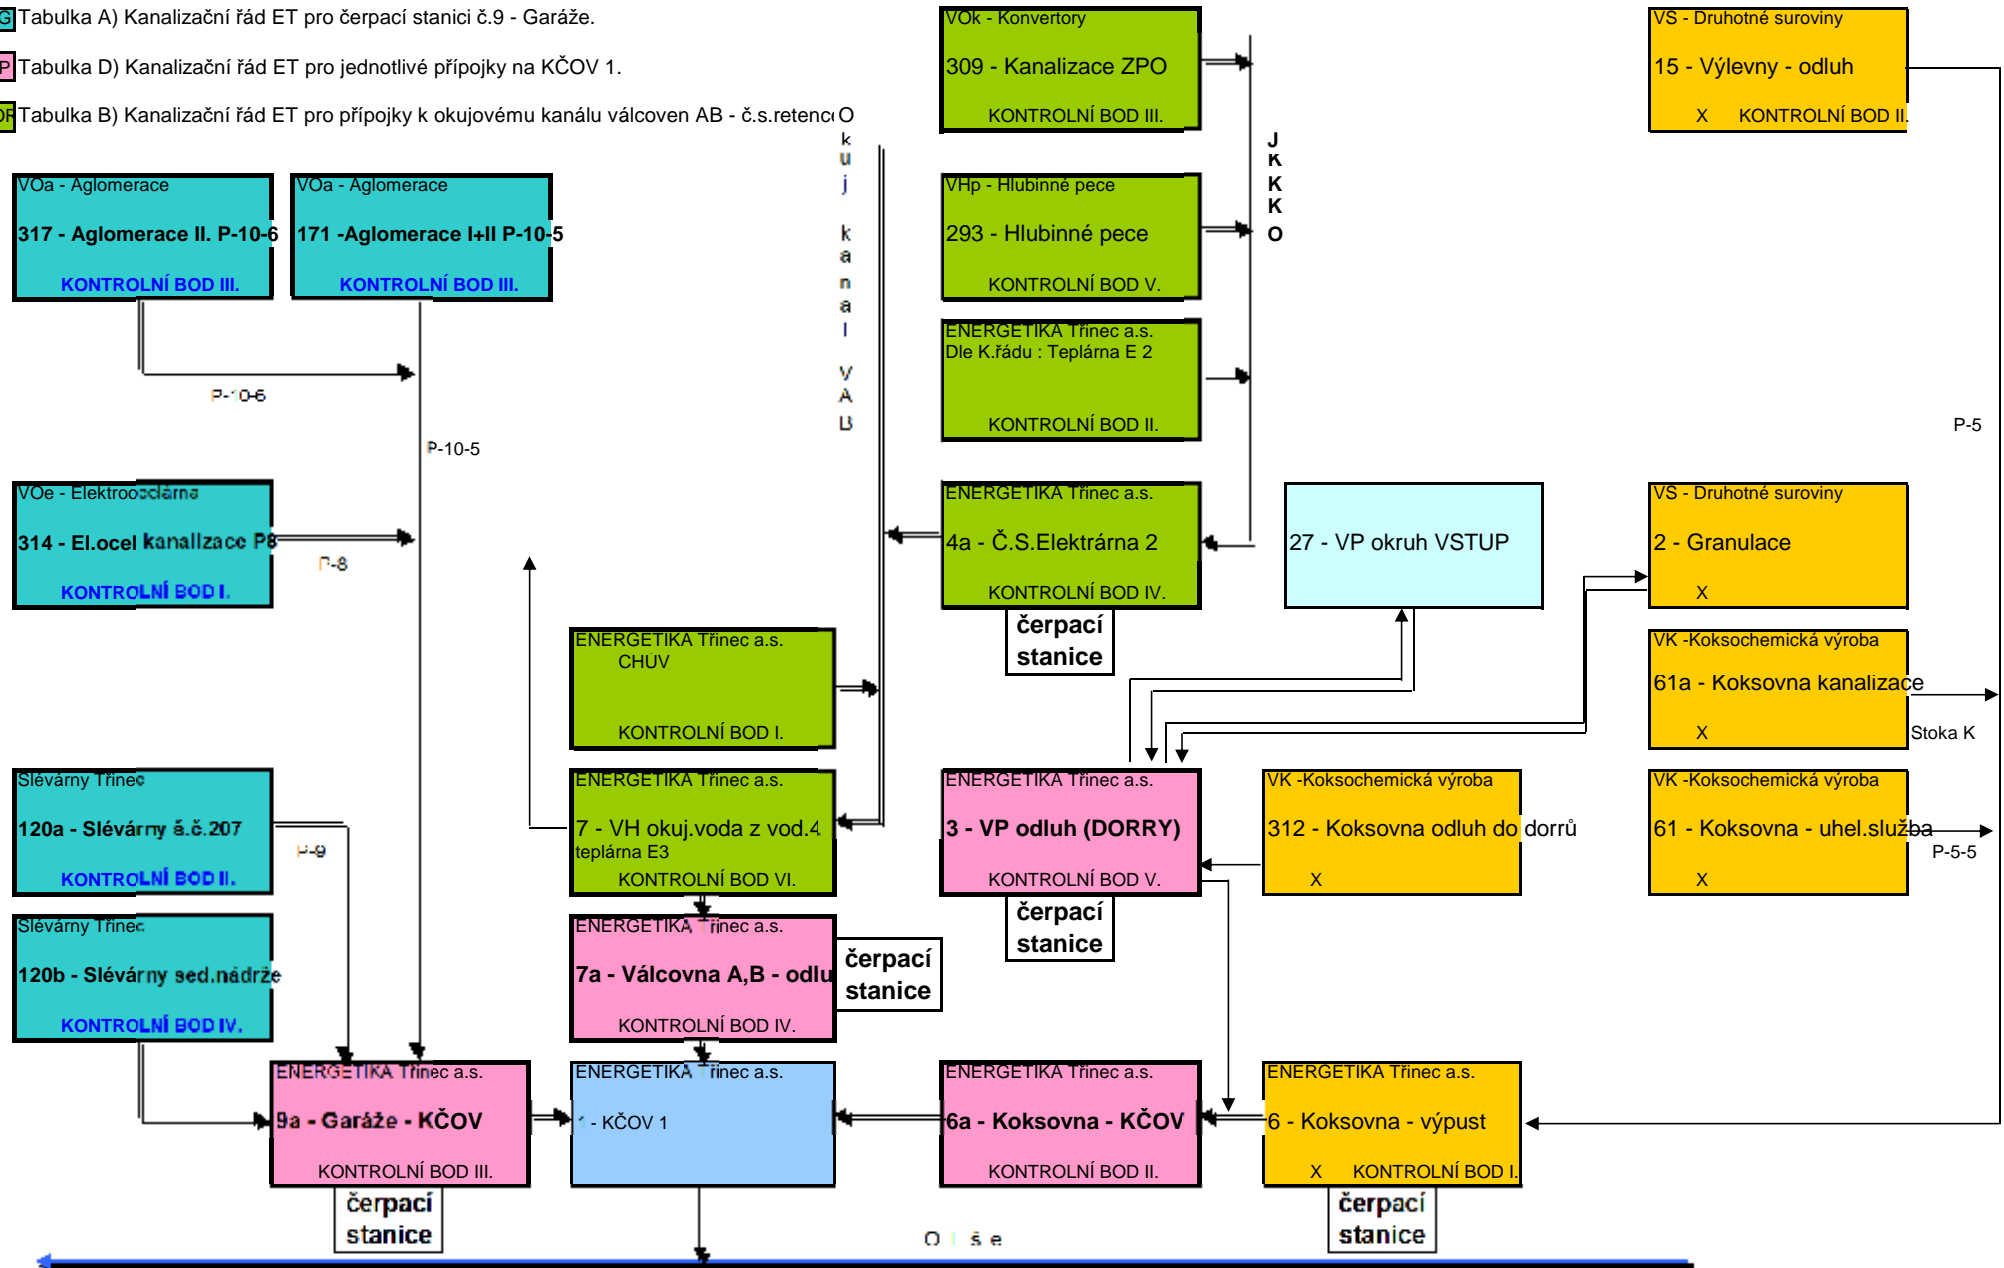 G Tabulka A) Kanalizační řád ET pro čerpací stanici č.9 - Garáže.
P Tabulka D) Kanalizační řád ET pro jednotlivé přípojky na KČOV 1.
OR Tabulka B) Kanalizační řád ET pro přípojky k okujovému kanálu válcoven AB - č.s.retence
Okuj kanal VAB
VOk - Konvertory
309 - Kanalizace ZPO
KONTROLNÍ BOD III.
JKKKO
VS - Druhotné suroviny
15 - Výlevny - odluh
X KONTROLNÍ BOD II.
VOa - Aglomerace
317 - Aglomerace II. P-10-6
KONTROLNÍ BOD III.
VOa - Aglomerace
171 -Aglomerace I+II P-10-5
KONTROLNÍ BOD III.
VHp - Hlubinné pece
293 - Hlubinné pece
KONTROLNÍ BOD V.
ENERGETIKA Třinec a.s.
Dle K.řádu : Teplárna E 2
KONTROLNÍ BOD II.
P-10-6
P-10-5
P-5
VOe - Elektroocelárna
314 - El.ocel kanalizace P8
KONTROLNÍ BOD I.
P-8
ENERGETIKA Třinec a.s.
4a - Č.S.Elektrárna 2
KONTROLNÍ BOD IV.
čerpací
stanice
27 - VP okruh VSTUP
VS - Druhotné suroviny
2 - Granulace
X
ENERGETIKA Třinec a.s.
CHÚV
KONTROLNÍ BOD I.
VK -Koksochemická výroba
61a - Koksovna kanalizace
X
Stoka K
Slévárny Třinec
120a - Slévárny š.č.207
KONTROLNÍ BOD II.
P-9
ENERGETIKA Třinec a.s.
7 - VH okuj.voda z vod.4
teplárna E3
KONTROLNÍ BOD VI.
ENERGETIKA Třinec a.s.
3 - VP odluh (DORRY)
KONTROLNÍ BOD V.
čerpací
stanice
VK -Koksochemická výroba
312 - Koksovna odluh do dorrů
X
VK -Koksochemická výroba
61 - Koksovna - uhel.služba
X
P-5-5
Slévárny Třinec
120b - Slévárny sed.nádrže
KONTROLNÍ BOD IV.
ENERGETIKA Třinec a.s.
7a - Válcovna A,B - odlu
KONTROLNÍ BOD IV.
čerpací
stanice
ENERGETIKA Třinec a.s.
9a - Garáže - KČOV
KONTROLNÍ BOD III.
čerpací
stanice
ENERGETIKA Třinec a.s.
1 - KČOV 1
ENERGETIKA Třinec a.s.
6a - Koksovna - KČOV
KONTROLNÍ BOD II.
ENERGETIKA Třinec a.s.
6 - Koksovna - výpust
X KONTROLNÍ BOD I.
čerpací
stanice
Olše